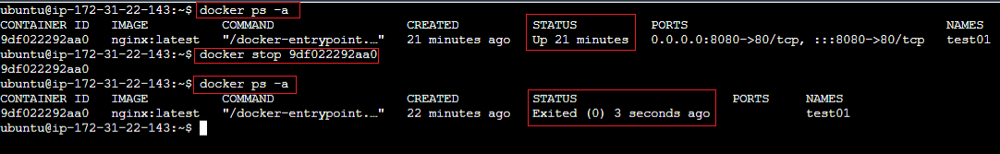 ubuntu@ip-172-31-22-143:~$ docker ps -a
CONTAINER ID   IMAGE          COMMAND                  CREATED          STATUS          PORTS                                   NAMES
9df022292aa0   nginx:latest   "/docker-entrypoint.…"   21 minutes ago   Up 21 minutes   0.0.0.0:8080->80/tcp, :::8080->80/tcp   test01
ubuntu@ip-172-31-22-143:~$ docker stop 9df022292aa0
9df022292aa0
ubuntu@ip-172-31-22-143:~$ docker ps -a
CONTAINER ID   IMAGE          COMMAND                  CREATED          STATUS                     PORTS     NAMES
9df022292aa0   nginx:latest   "/docker-entrypoint.…"   22 minutes ago   Exited (0) 3 seconds ago             test01
ubuntu@ip-172-31-22-143:~$